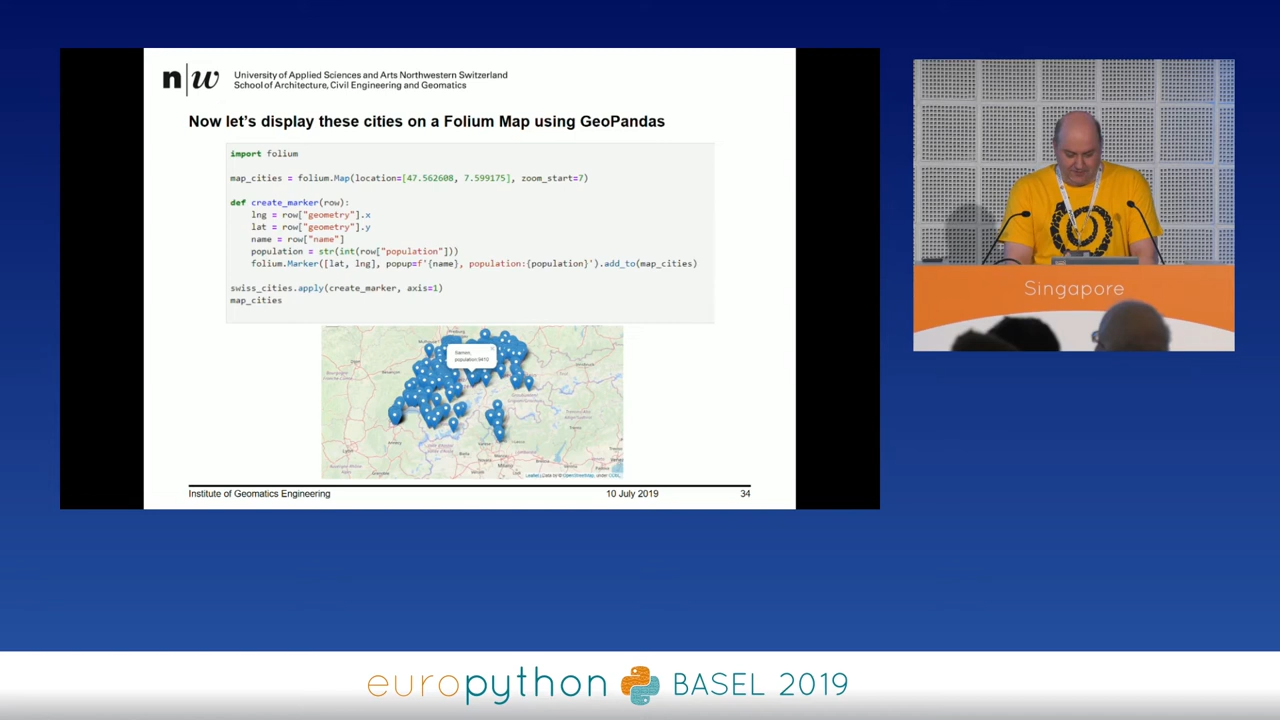 n|w
University of Applied Sciences and Arts Northwestern Switzerland
School of Architecture, Civil Engineering and Geomatics
Now let's display these cities on a Folium Map using GeoPandas
import folium
map_cities = folium.Map(location=[47.562608, 7.599175], zoom_start=7)
def create_marker(row):
    lng = row["geometry"].x
    lat = row["geometry"].y
    name = row["name"]
    population = str(int(row["population"]))
    folium.Marker([lat, lng], popup=f'{name}, population:{population}').add_to(map_cities)
swiss_cities.apply(create_marker, axis=1)
map_cities
population:9410
Milano
Institute of Geomatics Engineering
10 July 2019
34
Singapore
europython BASEL 2019